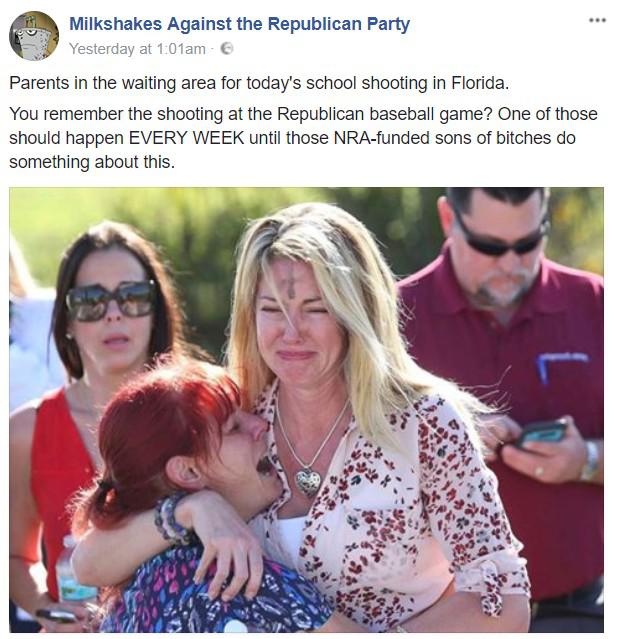 Milkshakes Against the Republican Party
Yesterday at 1:01am ·
Parents in the waiting area for today's school shooting in Florida.
You remember the shooting at the Republican baseball game? One of those
should happen EVERY WEEK until those NRA-funded sons of bitches do
something about this.